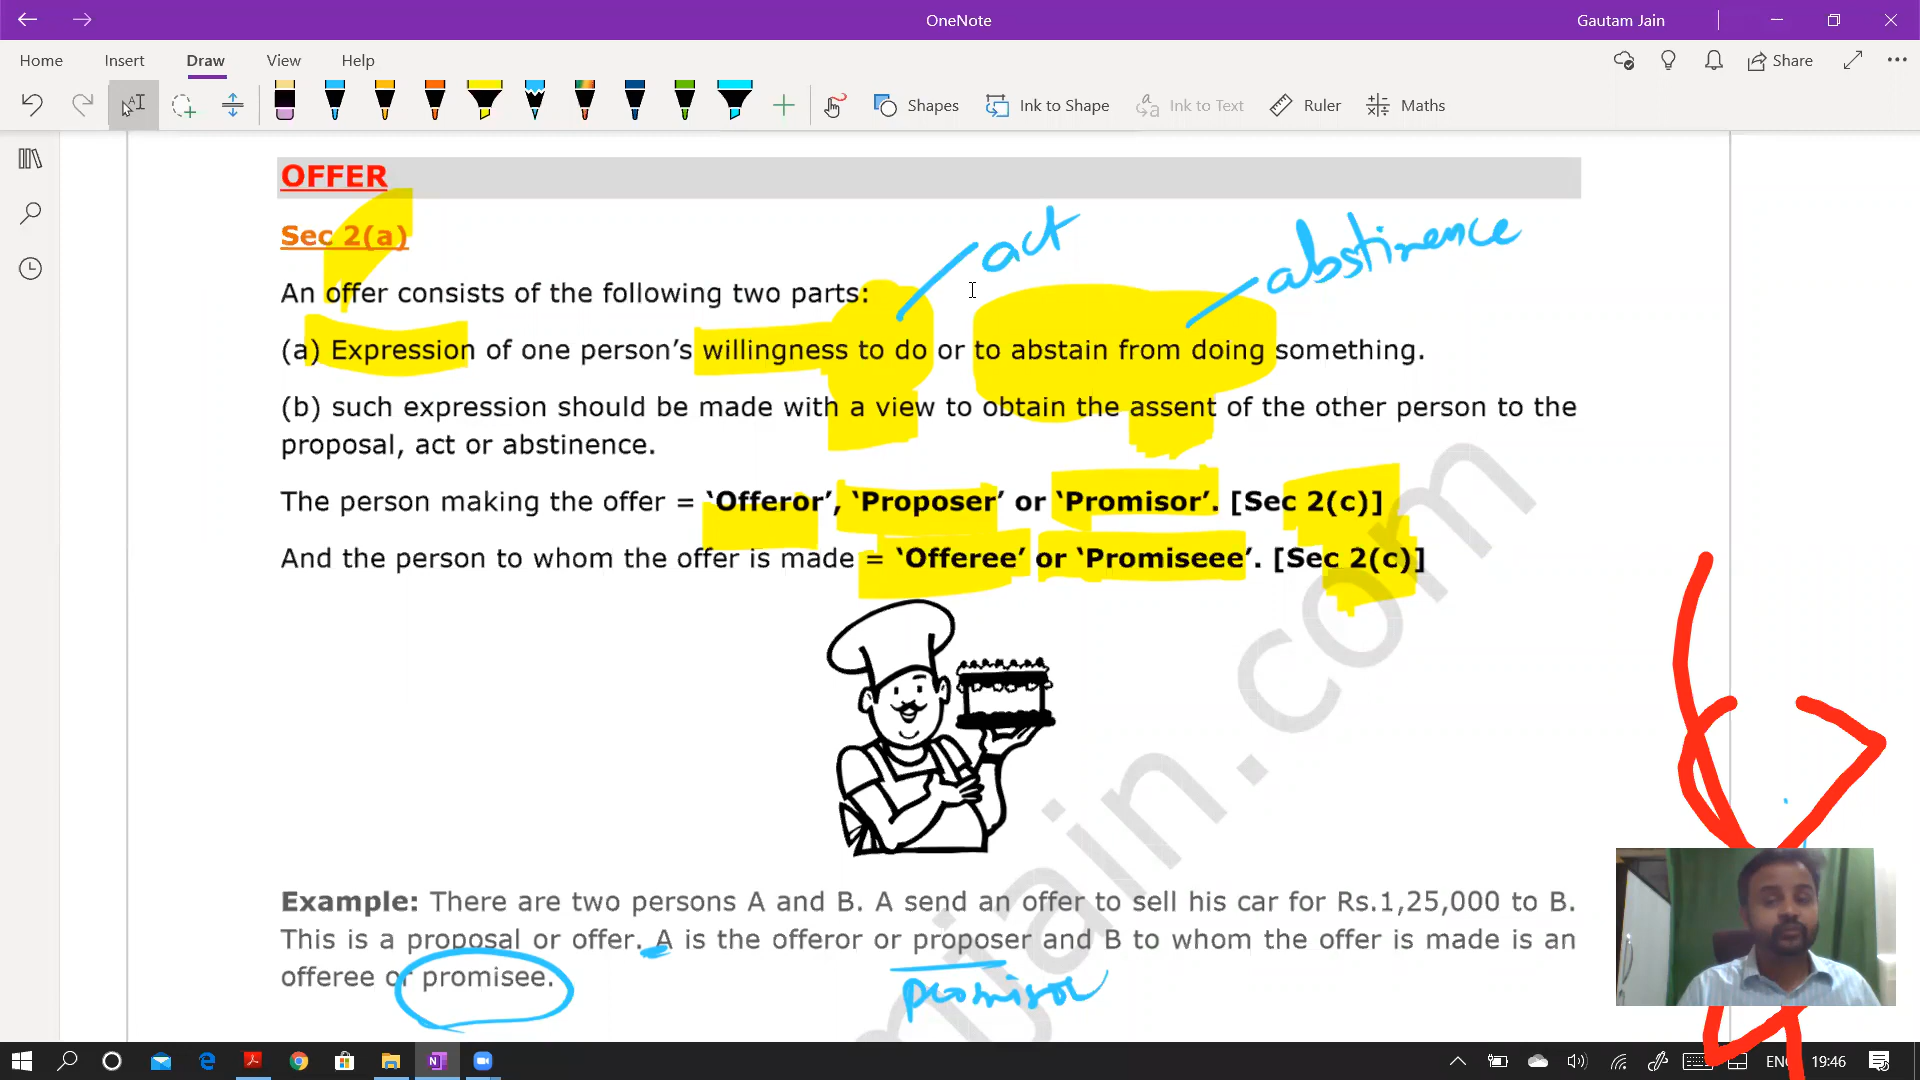 OneNote
Gautam Jain
Home Insert Draw View Help
Share
Shapes Ink to Shape Ink to Text Ruler Maths
OFFER
act
abstinence
Sec 2(a)
An offer consists of the following two parts:
(a) Expression of one person’s willingness to do or to abstain from doing something.
(b) such expression should be made with a view to obtain the assent of the other person to the
proposal, act or abstinence.
The person making the offer = ‘Offeror’, ‘Proposer’ or ‘Promisor’. [Sec 2(c)]
And the person to whom the offer is made = ‘Offeree’ or ‘Promiseee’. [Sec 2(c)]
Example: There are two persons A and B. A send an offer to sell his car for Rs.1,25,000 to B.
This is a proposal or offer. A is the offeror or proposer and B to whom the offer is made is an
offeree or promisee.
promisor
mjain.com
19:46